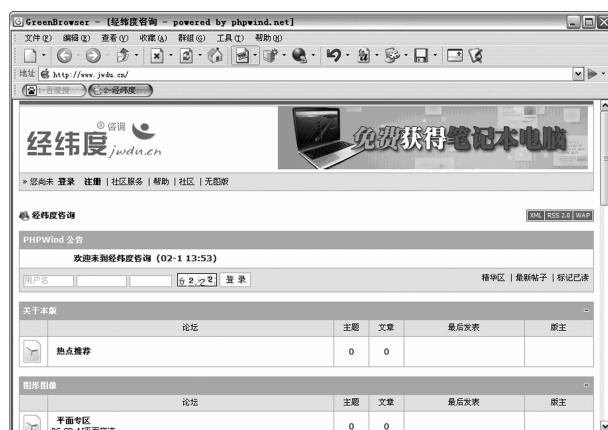 GreenBrowser - [经纬度咨询 - powered by phpwind.net]
文件(F) 编辑(E) 查看(V) 收藏(A) 群组(G) 工具(T) 帮助(H)
地址 http://www.jwdu.cn/
1-百度搜 2-经纬度
经纬度 ® 咨询 jwdu.cn
免费获得笔记本电脑
» 您尚未 登录 注册 | 社区服务 | 帮助 | 社区 | 无图版
经纬度咨询 XML RSS 2.0 WAP
PHPWind 公告
欢迎来到经纬度咨询 (02-1 13:53)
用户名 登 录 精华区 | 最新帖子 | 标记已读
关于本版
论坛 主题 文章 最后发表 版主
热点推荐 0 0
图形图像
论坛 主题 文章 最后发表 版主
平面专区 0 0